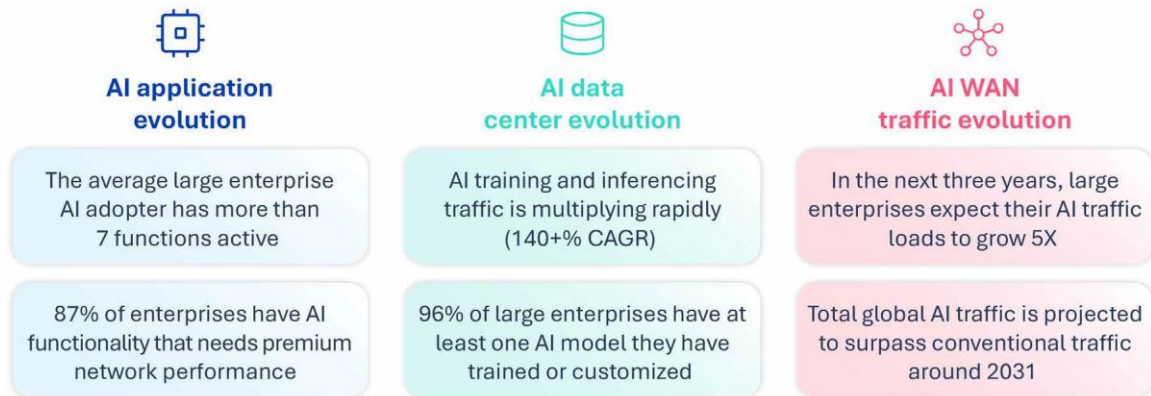 AI application
evolution
The average large enterprise
AI adopter has more than
7 functions active
87% of enterprises have AI
functionality that needs premium
network performance
AI data
center evolution
AI training and inferencing
traffic is multiplying rapidly
(140+% CAGR)
96% of large enterprises have at
least one AI model they have
trained or customized
AI WAN
traffic evolution
In the next three years, large
enterprises expect their AI traffic
loads to grow 5X
Total global AI traffic is projected
to surpass conventional traffic
around 2031